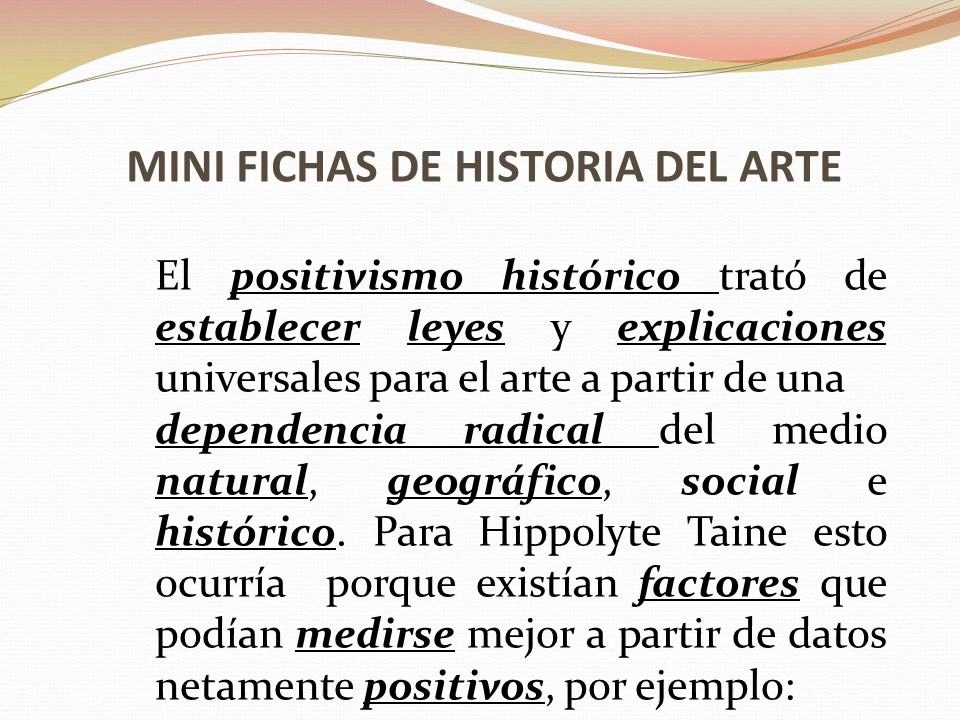 MINI FICHAS DE HISTORIA DEL ARTE
El positivismo histórico trató de
establecer leyes y explicaciones
universales para el arte a partir de una
dependencia radical del medio
natural, geográfico, social e
histórico. Para Hippolyte Taine esto
ocurría porque existían factores que
podían medirse mejor a partir de datos
netamente positivos, por ejemplo: